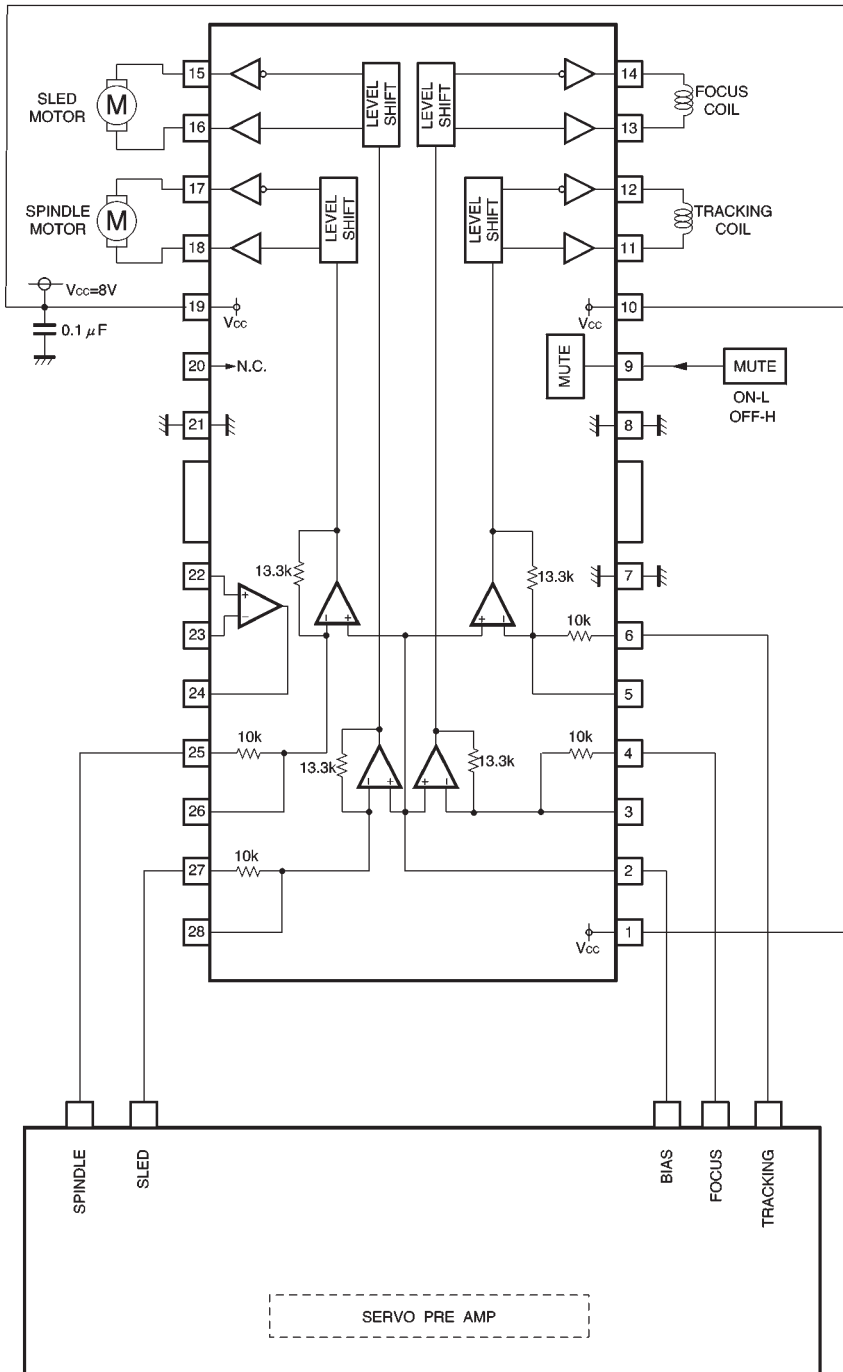 15
14
SLED
MOTOR
M
LEVEL
SHIFT
LEVEL
SHIFT
FOCUS
COIL
16
13
17
12
SPINDLE
MOTOR
M
LEVEL
SHIFT
LEVEL
SHIFT
TRACKING
COIL
18
11
Vcc=8V
19
Vcc
Vcc
10
0.1 μF
20
N.C.
MUTE
9
MUTE
ON-L
OFF-H
21
8
22
13.3k
13.3k
7
+
−
23
− +
+ −
10k
6
24
5
25
10k
10k
4
13.3k
13.3k
− +
+ −
26
3
27
10k
2
28
Vcc
1
SPINDLE
SLED
BIAS
FOCUS
TRACKING
SERVO PRE AMP